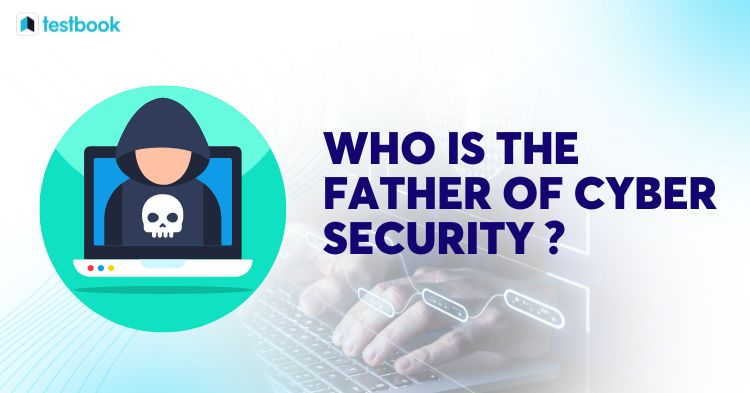 testbook
WHO IS THE
FATHER OF CYBER
SECURITY ?